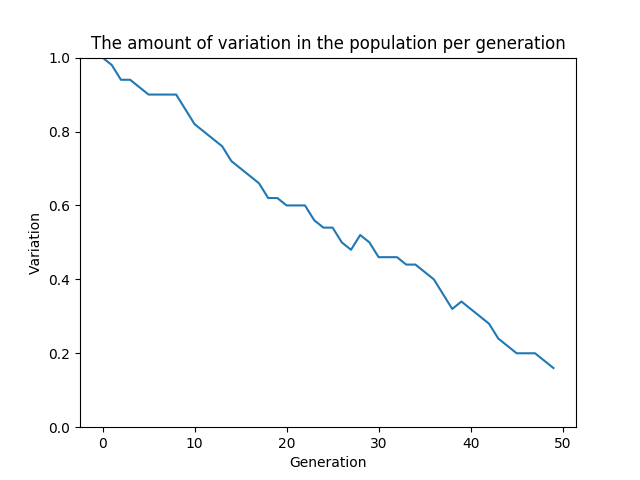 The amount of variation in the population per generation
1.0
0.8
0.6
0.4
0.2
0.0
Variation
0 10 20 30 40 50
Generation